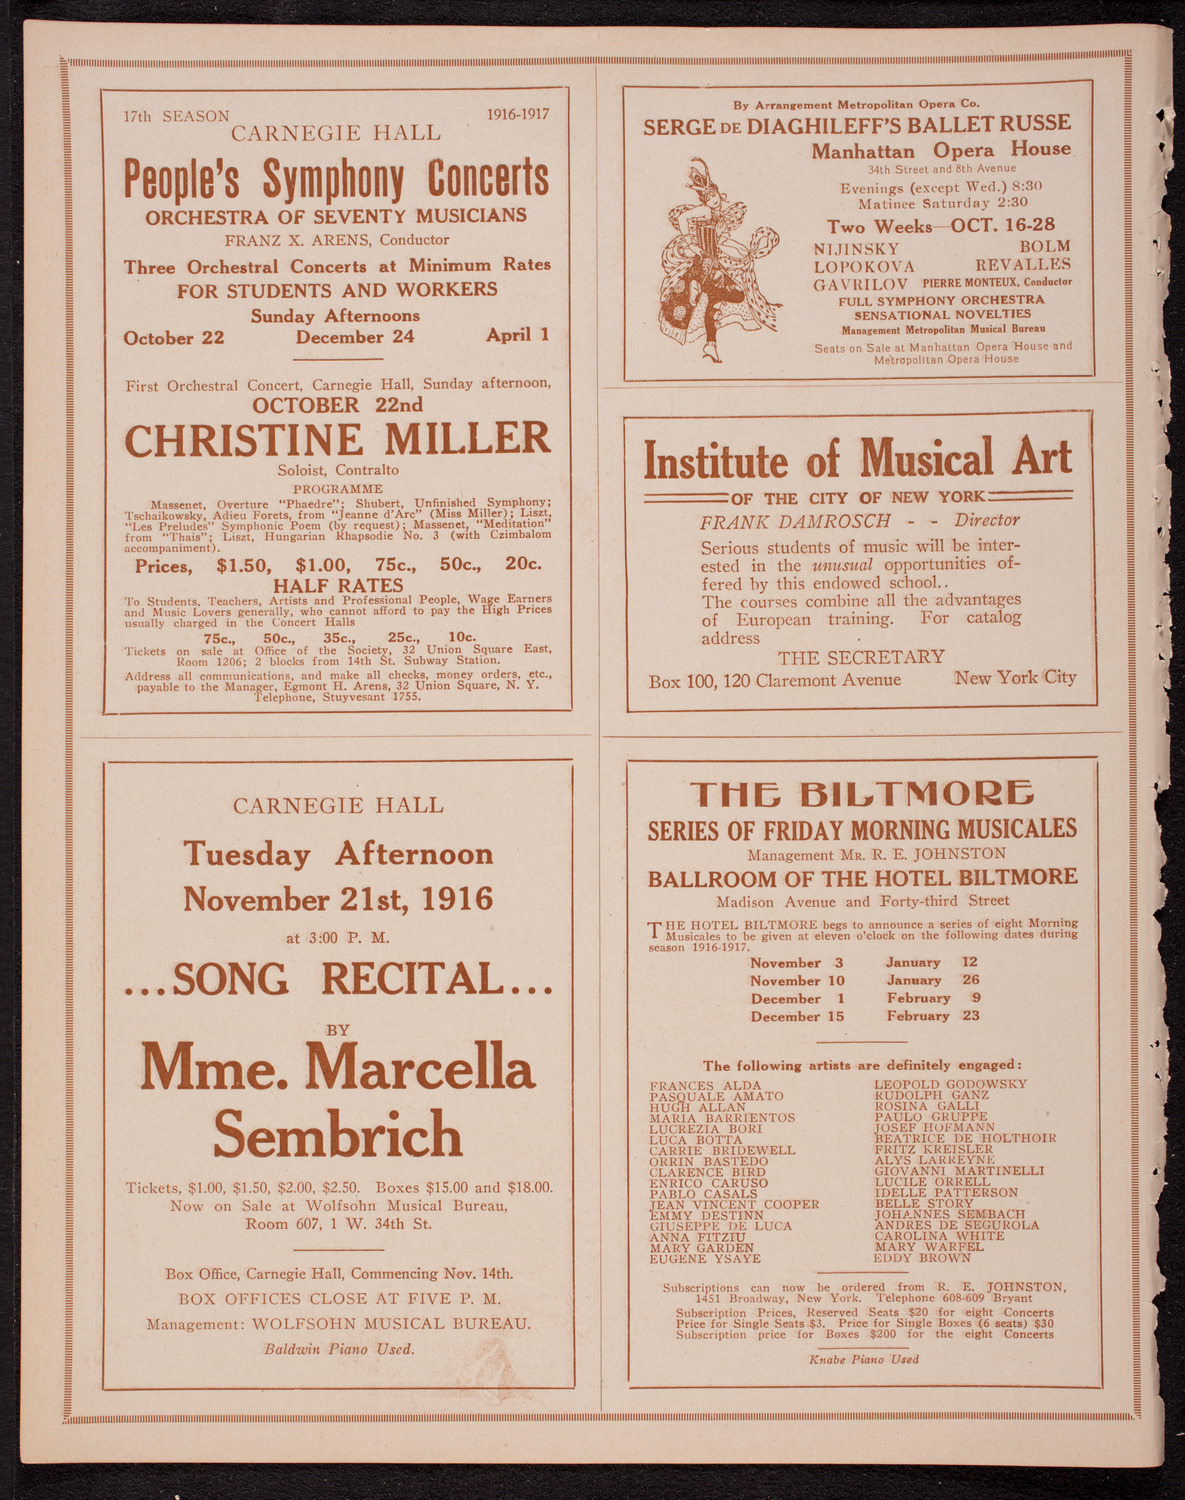 17th SEASON 1916-1917
CARNEGIE HALL
People's Symphony Concerts
ORCHESTRA OF SEVENTY MUSICIANS
FRANZ X. ARENS, Conductor
Three Orchestral Concerts at Minimum Rates
FOR STUDENTS AND WORKERS
Sunday Afternoons
October 22 December 24 April 1
First Orchestral Concert, Carnegie Hall, Sunday afternoon,
OCTOBER 22nd
CHRISTINE MILLER
Soloist, Contralto
PROGRAMME
Massenet, Overture "Phaedre"; Shubert, Unfinished Symphony;
Tschaikowsky, Adieu Forets, from "Jeanne d'Arc" (Miss Miller); Liszt,
"Les Preludes" Symphonic Poem (by request); Massenet, "Meditation"
from "Thais"; Liszt, Hungarian Rhapsodie No. 3 (with Czimbalom
accompaniment).
Prices, $1.50, $1.00, 75c., 50c., 20c.
HALF RATES
To Students, Teachers, Artists and Professional People, Wage Earners
and Music Lovers generally, who cannot afford to pay the High Prices
usually charged in the Concert Halls
75c., 50c., 35c., 25c., 10c.
Tickets on sale at Office of the Society, 32 Union Square East,
Room 1206; 2 blocks from 14th St. Subway Station.
Address all communications, and make all checks, money orders, etc.,
payable to the Manager, Egmont H. Arens, 32 Union Square, N. Y.
Telephone, Stuyvesant 1755.
By Arrangement Metropolitan Opera Co.
SERGE DE DIAGHILEFF'S BALLET RUSSE
Manhattan Opera House
34th Street and 8th Avenue
Evenings (except Wed.) 8:30
Matinee Saturday 2:30
Two Weeks—OCT. 16-28
NIJINSKY BOLM
LOPOKOVA REVALLES
GAVRILOV PIERRE MONTEUX, Conductor
FULL SYMPHONY ORCHESTRA
SENSATIONAL NOVELTIES
Management Metropolitan Musical Bureau
Seats on Sale at Manhattan Opera House and
Metropolitan Opera House
Institute of Musical Art
OF THE CITY OF NEW YORK
FRANK DAMROSCH - - Director
Serious students of music will be inter-
ested in the unusual opportunities of-
fered by this endowed school..
The courses combine all the advantages
of European training. For catalog
address
THE SECRETARY
Box 100, 120 Claremont Avenue New York City
CARNEGIE HALL
Tuesday Afternoon
November 21st, 1916
at 3:00 P. M.
...SONG RECITAL...
BY
Mme. Marcella
Sembrich
Tickets, $1.00, $1.50, $2.00, $2.50. Boxes $15.00 and $18.00.
Now on Sale at Wolfsohn Musical Bureau,
Room 607, 1 W. 34th St.
Box Office, Carnegie Hall, Commencing Nov. 14th.
BOX OFFICES CLOSE AT FIVE P. M.
Management: WOLFSOHN MUSICAL BUREAU.
Baldwin Piano Used.
THE BILTMORE
SERIES OF FRIDAY MORNING MUSICALES
Management MR. R. E. JOHNSTON
BALLROOM OF THE HOTEL BILTMORE
Madison Avenue and Forty-third Street
THE HOTEL BILTMORE begs to announce a series of eight Morning
Musicales to be given at eleven o'clock on the following dates during
season 1916-1917.
November 3 January 12
November 10 January 26
December 1 February 9
December 15 February 23
The following artists are definitely engaged:
FRANCES ALDA
PASQUALE AMATO
HUGH ALLAN
MARIA BARRIENTOS
LUCREZIA BORI
LUCA BOTTA
CARRIE BRIDEWELL
ORRIN BASTEDO
CLARENCE BIRD
ENRICO CARUSO
PABLO CASALS
JEAN VINCENT COOPER
EMMY DESTINN
GIUSEPPE DE LUCA
ANNA FITZIU
MARY GARDEN
EUGENE YSAYE
LEOPOLD GODOWSKY
RUDOLPH GANZ
ROSINA GALLI
PAULO GRUPPE
JOSEF HOFMANN
BEATRICE DE HOLTHOIR
FRITZ KREISLER
ALYS LARREYNE
GIOVANNI MARTINELLI
LUCILE ORRELL
IDELLE PATTERSON
BELLE STORY
JOHANNES SEMBACH
ANDRES DE SEGUROLA
CAROLINA WHITE
MARY WARFEL
EDDY BROWN
Subscriptions can now be ordered from R. E. JOHNSTON,
1451 Broadway, New York. Telephone 608-609 Bryant
Subscription Prices, Reserved Seats $20 for eight Concerts
Price for Single Seats $3. Price for Single Boxes (6 seats) $30
Subscription price for Boxes $200 for the eight Concerts
Knabe Piano Used